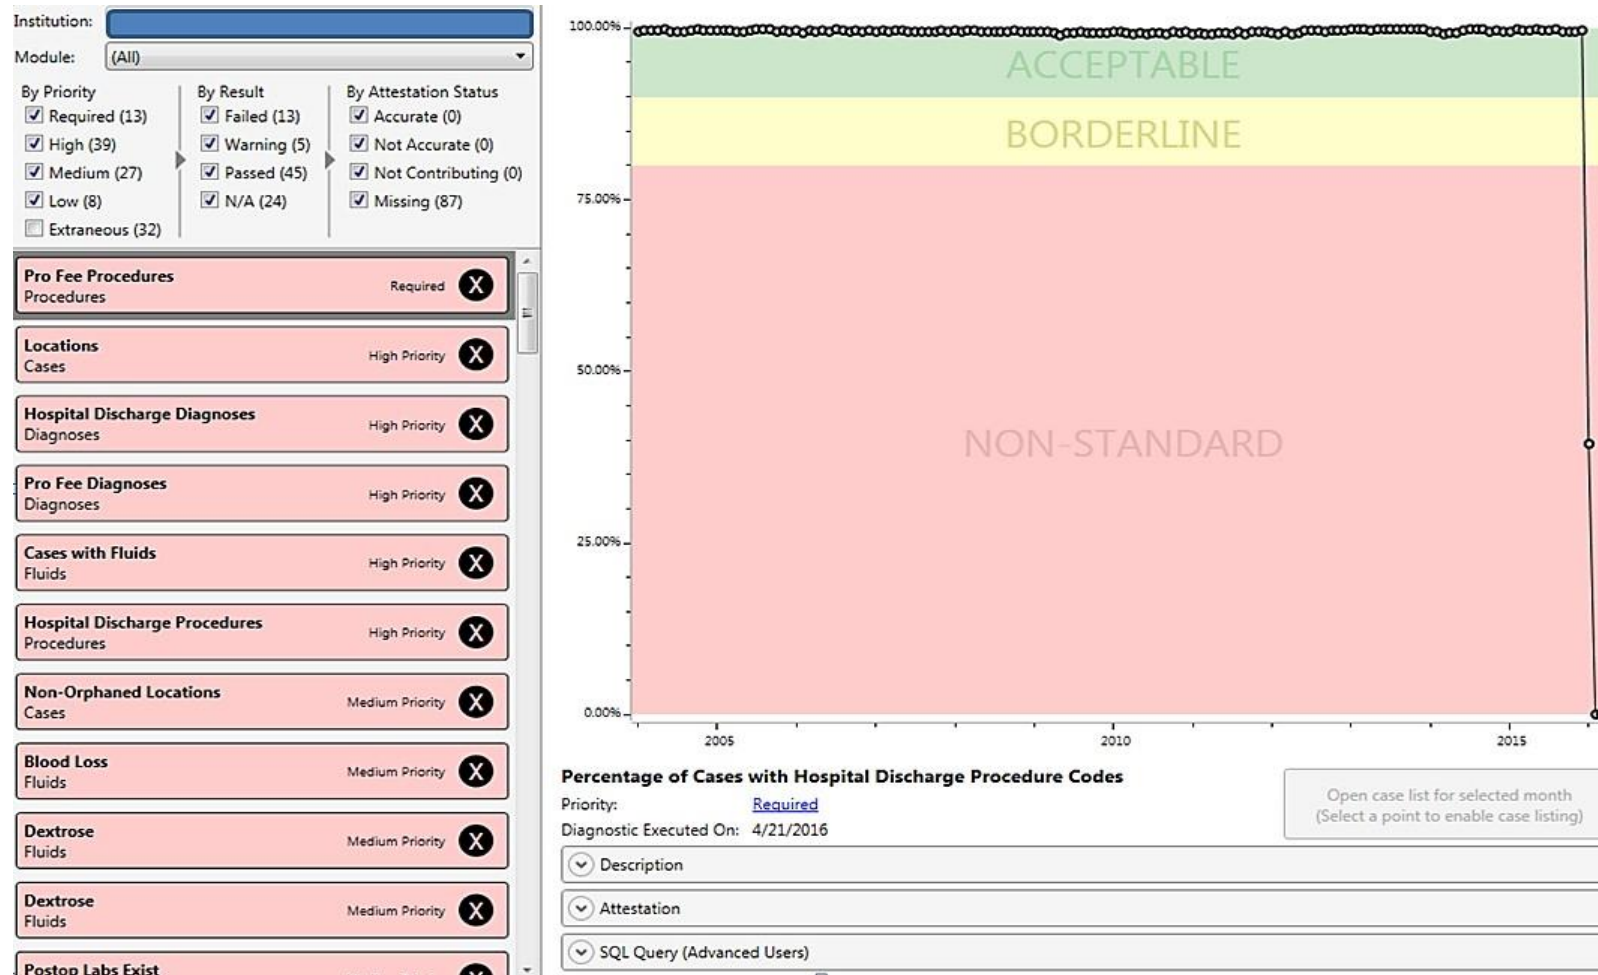 Institution:
Module: (All)
By Priority
Required (13)
High (39)
Medium (27)
Low (8)
Extraneous (32)
By Result
Failed (13)
Warning (5)
Passed (45)
N/A (24)
By Attestation Status
Accurate (0)
Not Accurate (0)
Not Contributing (0)
Missing (87)
Pro Fee Procedures
Procedures
Required X
Locations
Cases
High Priority X
Hospital Discharge Diagnoses
Diagnoses
High Priority X
Pro Fee Diagnoses
Diagnoses
High Priority X
Cases with Fluids
Fluids
High Priority X
Hospital Discharge Procedures
Procedures
High Priority X
Non-Orphaned Locations
Cases
Medium Priority X
Blood Loss
Fluids
Medium Priority X
Dextrose
Fluids
Medium Priority X
Dextrose
Fluids
Medium Priority X
Postop Labs Exist
100.00%
75.00%
50.00%
25.00%
0.00%
ACCEPTABLE
BORDERLINE
NON-STANDARD
2005 2010 2015
Percentage of Cases with Hospital Discharge Procedure Codes
Priority: Required
Diagnostic Executed On: 4/21/2016
Open case list for selected month
(Select a point to enable case listing)
Description
Attestation
SQL Query (Advanced Users)